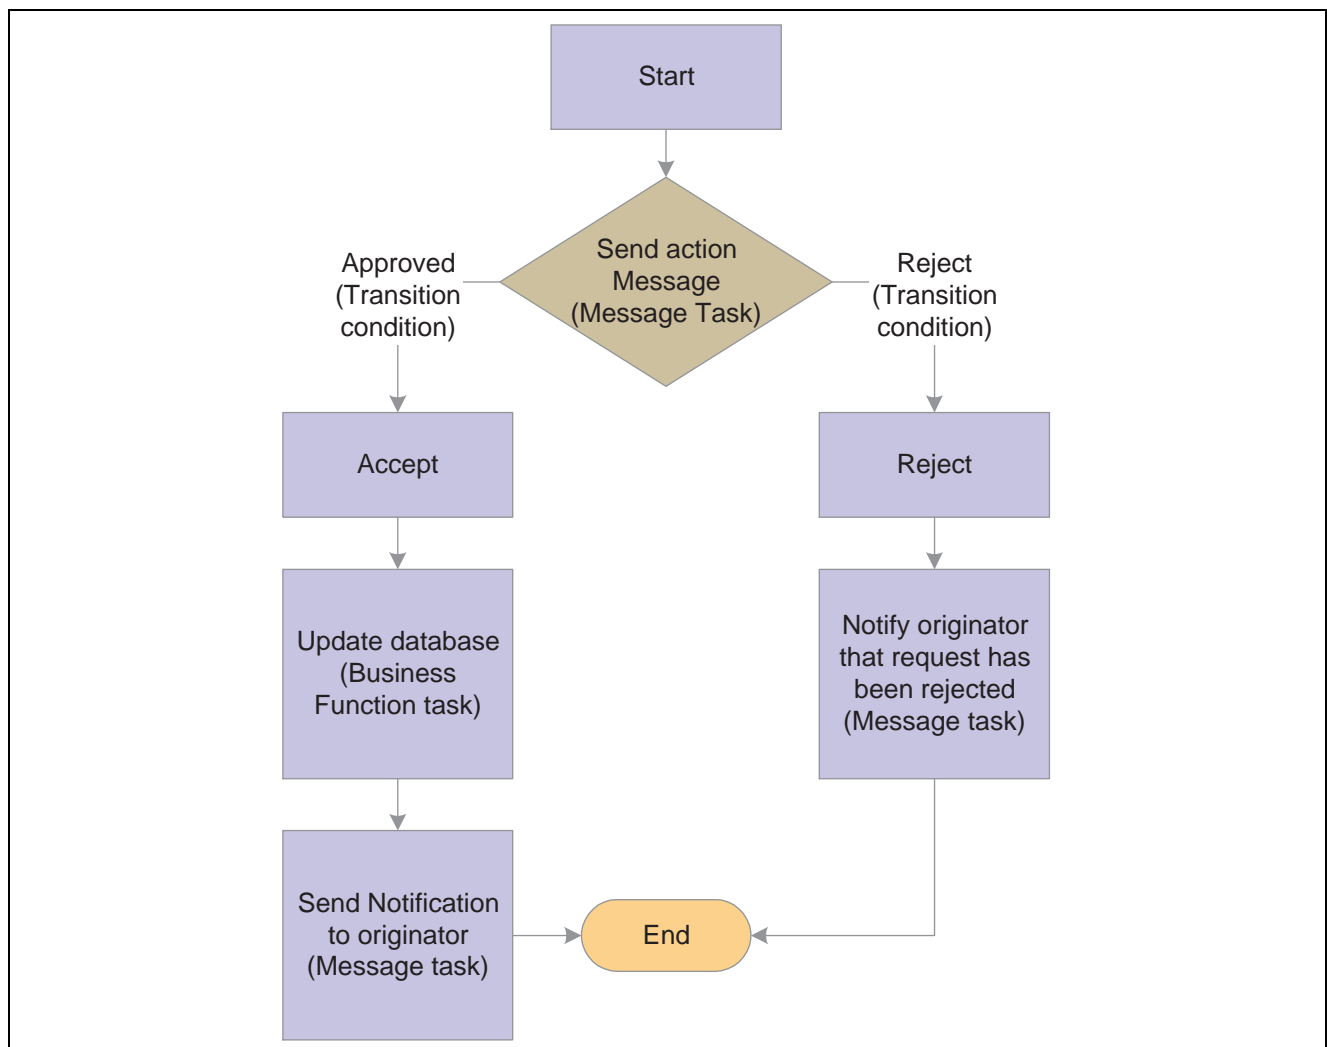 Start
Send action
Message
(Message Task)
Approved
(Transition
condition)
Reject
(Transition
condition)
Accept
Reject
Update database
(Business
Function task)
Notify originator
that request has
been rejected
(Message task)
Send Notification
to originator
(Message task)
End